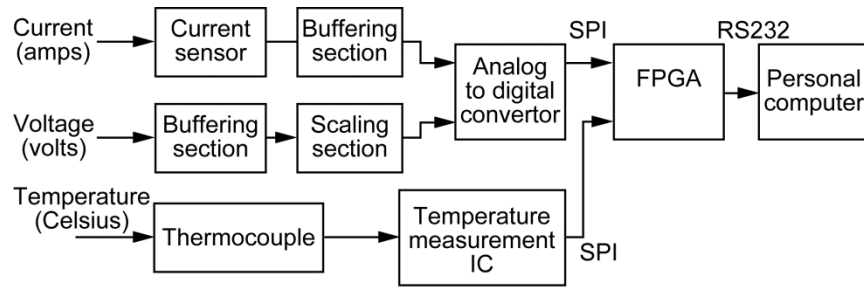 Current
(amps)
Current
sensor
Buffering
section
Analog
to digital
convertor
SPI
FPGA
RS232
Personal
computer
Voltage
(volts)
Buffering
section
Scaling
section
Temperature
(Celsius)
Thermocouple
Temperature
measurement
IC
SPI